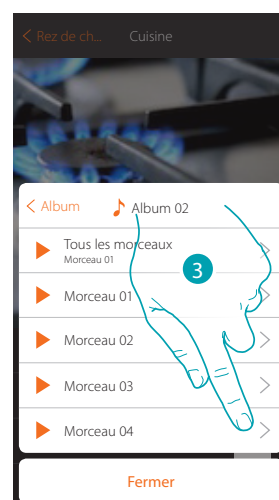 < Rez de ch... Cuisine
< Album Album 02
Tous les morceaux
Morceau 01
3
Morceau 01
Morceau 02
Morceau 03
Morceau 04
Fermer